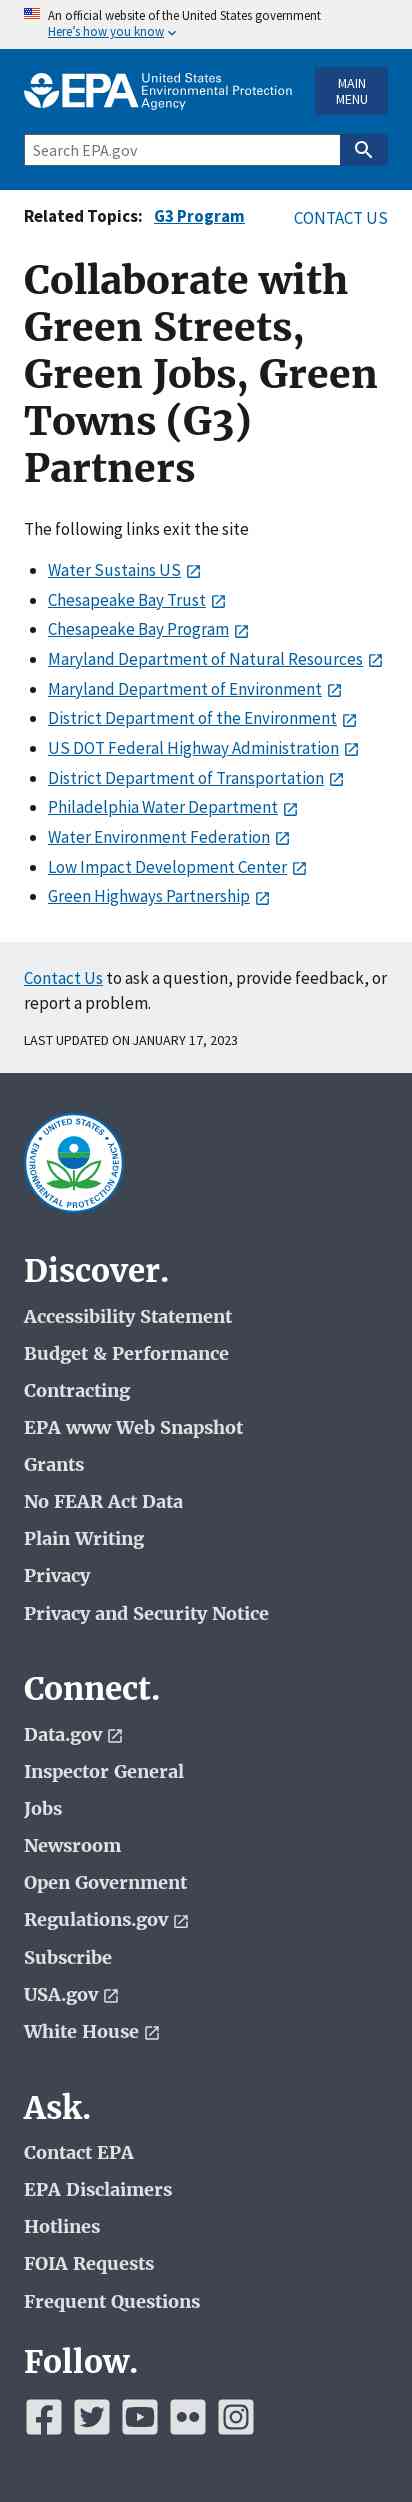 An official website of the United States government
Here's how you know
EPA United States
Environmental Protection
Agency
MAIN
MENU
Search EPA.gov
Related Topics: G3 Program
CONTACT US
Collaborate with
Green Streets,
Green Jobs, Green
Towns (G3)
Partners
The following links exit the site
Water Sustains US
Chesapeake Bay Trust
Chesapeake Bay Program
Maryland Department of Natural Resources
Maryland Department of Environment
District Department of the Environment
US DOT Federal Highway Administration
District Department of Transportation
Philadelphia Water Department
Water Environment Federation
Low Impact Development Center
Green Highways Partnership
Contact Us to ask a question, provide feedback, or
report a problem.
LAST UPDATED ON JANUARY 17, 2023
UNITED STATES
ENVIRONMENTAL PROTECTION AGENCY
Discover.
Accessibility Statement
Budget & Performance
Contracting
EPA www Web Snapshot
Grants
No FEAR Act Data
Plain Writing
Privacy
Privacy and Security Notice
Connect.
Data.gov
Inspector General
Jobs
Newsroom
Open Government
Regulations.gov
Subscribe
USA.gov
White House
Ask.
Contact EPA
EPA Disclaimers
Hotlines
FOIA Requests
Frequent Questions
Follow.